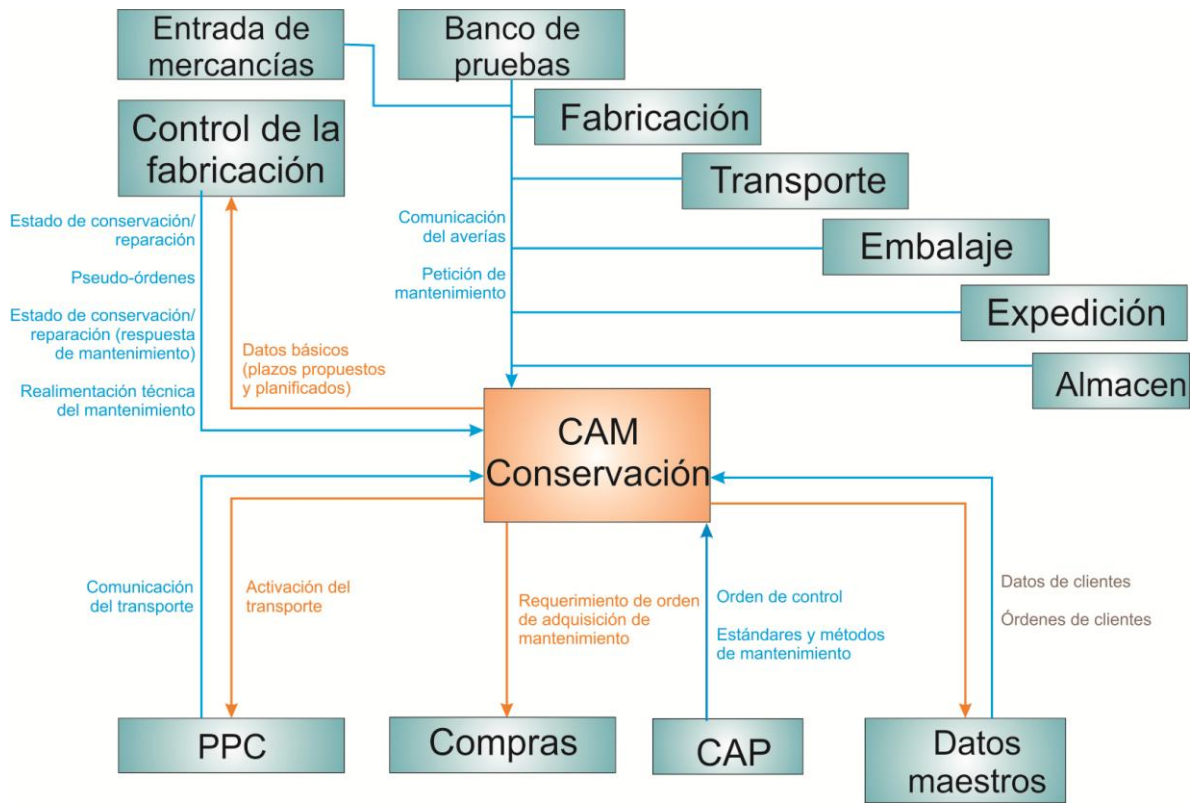 Entrada de
mercancías
Banco de
pruebas
Control de la
fabricación
Fabricación
Transporte
Embalaje
Expedición
Almacen
Estado de conservación/
reparación
Pseudo-órdenes
Estado de conservación/
reparación (respuesta
de mantenimiento)
Realimentación técnica
del mantenimiento
Datos básicos
(plazos propuestos
y planificados)
Comunicación
del averías
Petición de
mantenimiento
CAM
Conservación
Comunicación
del transporte
Activación del
transporte
Requerimiento de orden
de adquisición de
mantenimiento
Orden de control
Estándares y métodos
de mantenimiento
Datos de clientes
Órdenes de clientes
PPC
Compras
CAP
Datos
maestros